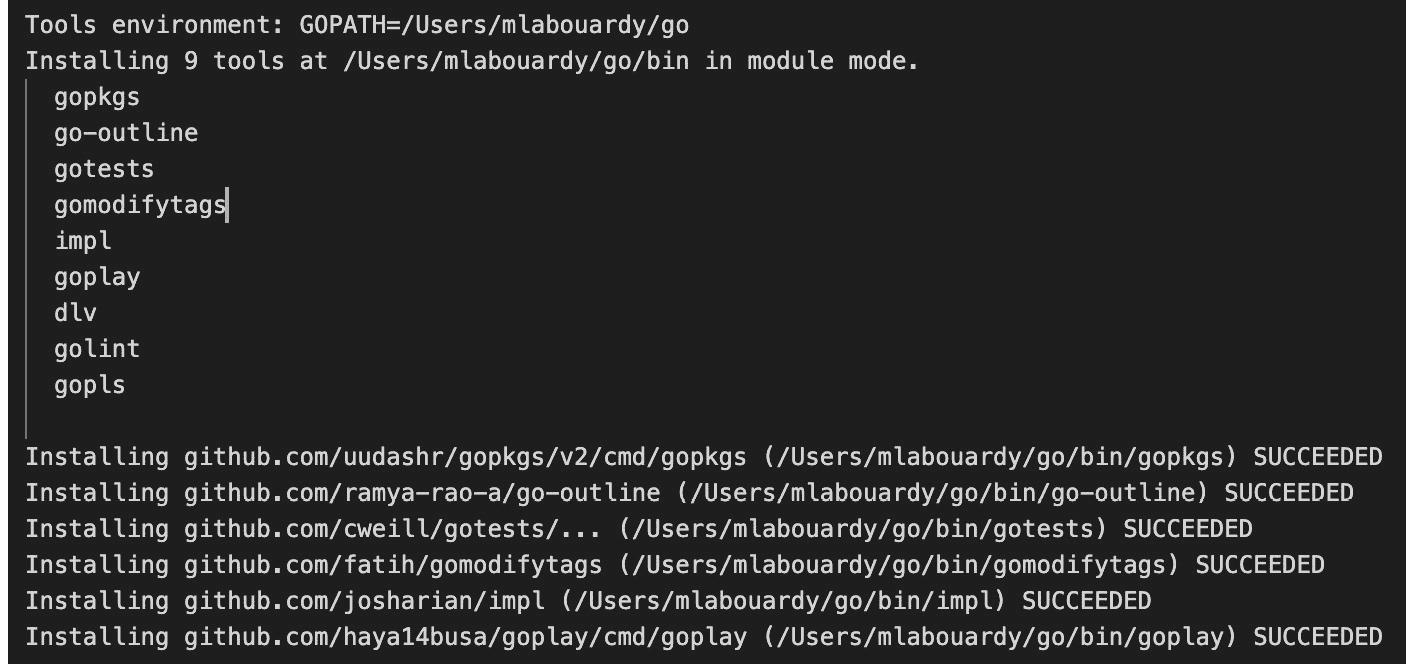 Tools environment: GOPATH=/Users/mlabouardy/go
Installing 9 tools at /Users/mlabouardy/go/bin in module mode.
gopkgs
go-outline
gotests
gomodifytags
impl
goplay
dlv
golint
gopls
Installing github.com/uudashr/gopkgs/v2/cmd/gopkgs (/Users/mlabouardy/go/bin/gopkgs) SUCCEEDED
Installing github.com/ramya-rao-a/go-outline (/Users/mlabouardy/go/bin/go-outline) SUCCEEDED
Installing github.com/cweill/gotests/... (/Users/mlabouardy/go/bin/gotests) SUCCEEDED
Installing github.com/fatih/gomodifytags (/Users/mlabouardy/go/bin/gomodifytags) SUCCEEDED
Installing github.com/josharian/impl (/Users/mlabouardy/go/bin/impl) SUCCEEDED
Installing github.com/haya14busa/goplay/cmd/goplay (/Users/mlabouardy/go/bin/goplay) SUCCEEDED